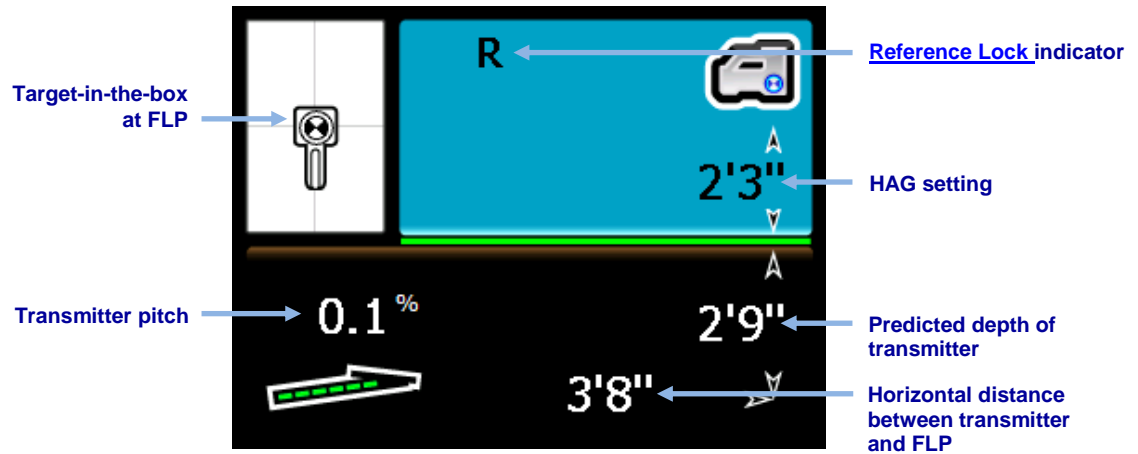 R
Reference Lock indicator
Target-in-the-box
at FLP
2'3"
HAG setting
Transmitter pitch
0.1%
2'9"
Predicted depth of
transmitter
3'8"
Horizontal distance
between transmitter
and FLP